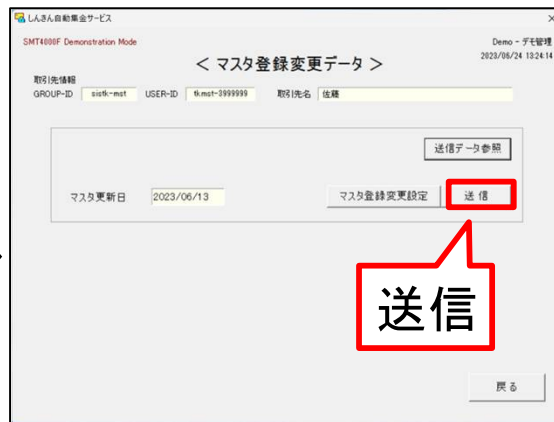 しんきん自動集金サービス
SMT4000F Demonstration Mode
Demo - デモ管理
＜ マスタ登録変更データ ＞
2023/06/24 13:24:14
取引先情報
GROUP-ID sistk-mst USER-ID tkmst-3999999 取引先名 佐藤
送信データ参照
マスタ更新日 2023/06/13 マスタ登録変更設定 送信
送信
戻る